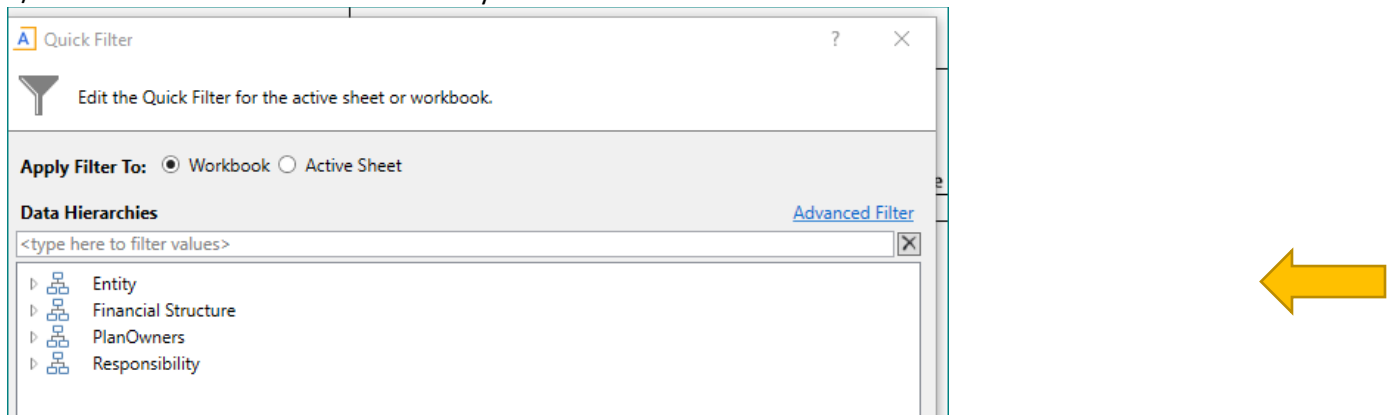 A Quick Filter ?
Edit the Quick Filter for the active sheet or workbook.
Apply Filter To: Workbook Active Sheet
Data Hierarchies Advanced Filter
<type here to filter values>
Entity
Financial Structure
PlanOwners
Responsibility